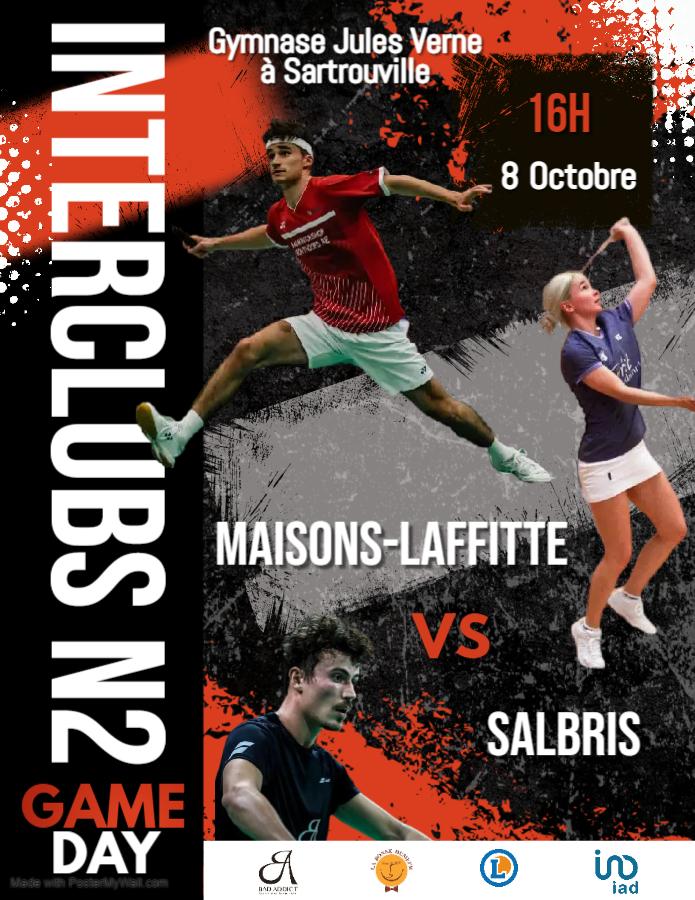 Gymnase Jules Verne
à Sartrouville
16H
8 Octobre
INTERCLUBS N2
MAISONS-LAFFITTE
VS
SALBRIS
GAME
DAY
Made with PosterMyWall.com
BAD ADDICT
L
iad